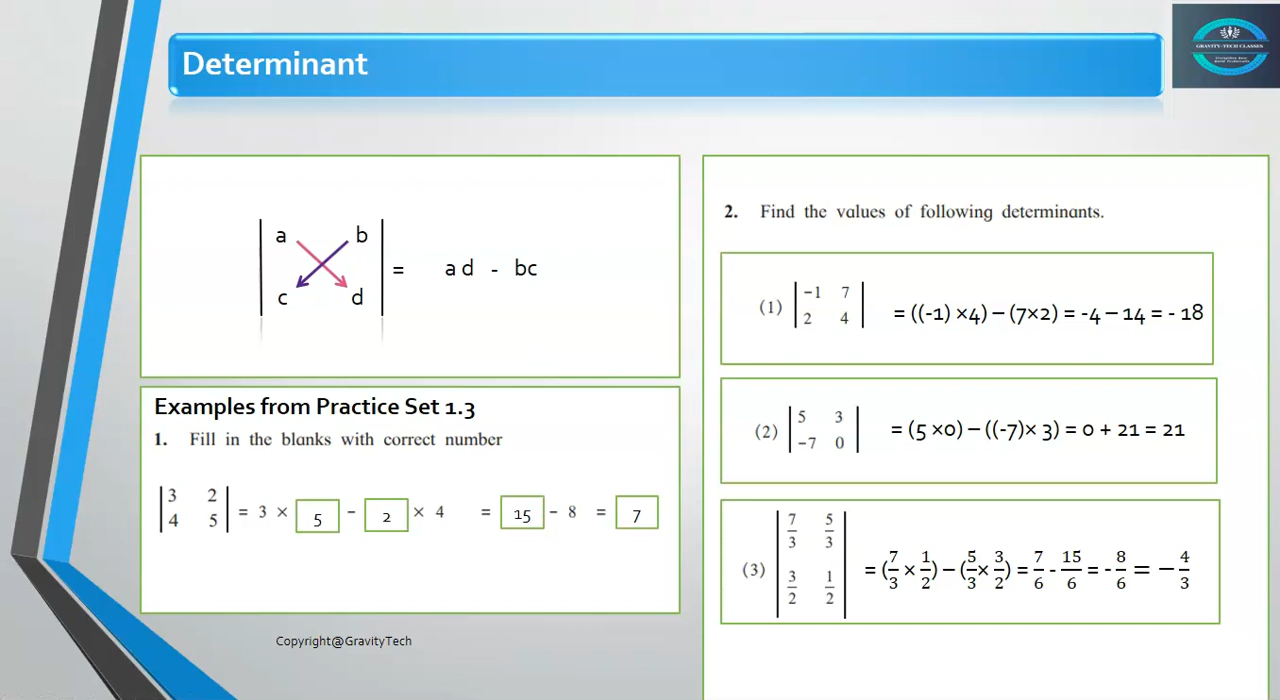 Determinant
GRAVITY-TECH CLASSES
a b
= a d - bc
c d
Examples from Practice Set 1.3
1. Fill in the blanks with correct number
|3 2|
|4 5| = 3 × 5 - 2 × 4 = 15 - 8 = 7
Copyright@GravityTech
2. Find the values of following determinants.
(1) |−1 7|
|2 4| = ((-1) ×4) – (7×2) = -4 – 14 = - 18
(2) |5 3|
|−7 0| = (5 ×0) – ((-7)× 3) = 0 + 21 = 21
(3) |7/3 5/3|
|3/2 1/2| = (7/3 × 1/2) – (5/3 × 3/2) = 7/6 - 15/6 = - 8/6 = − 4/3